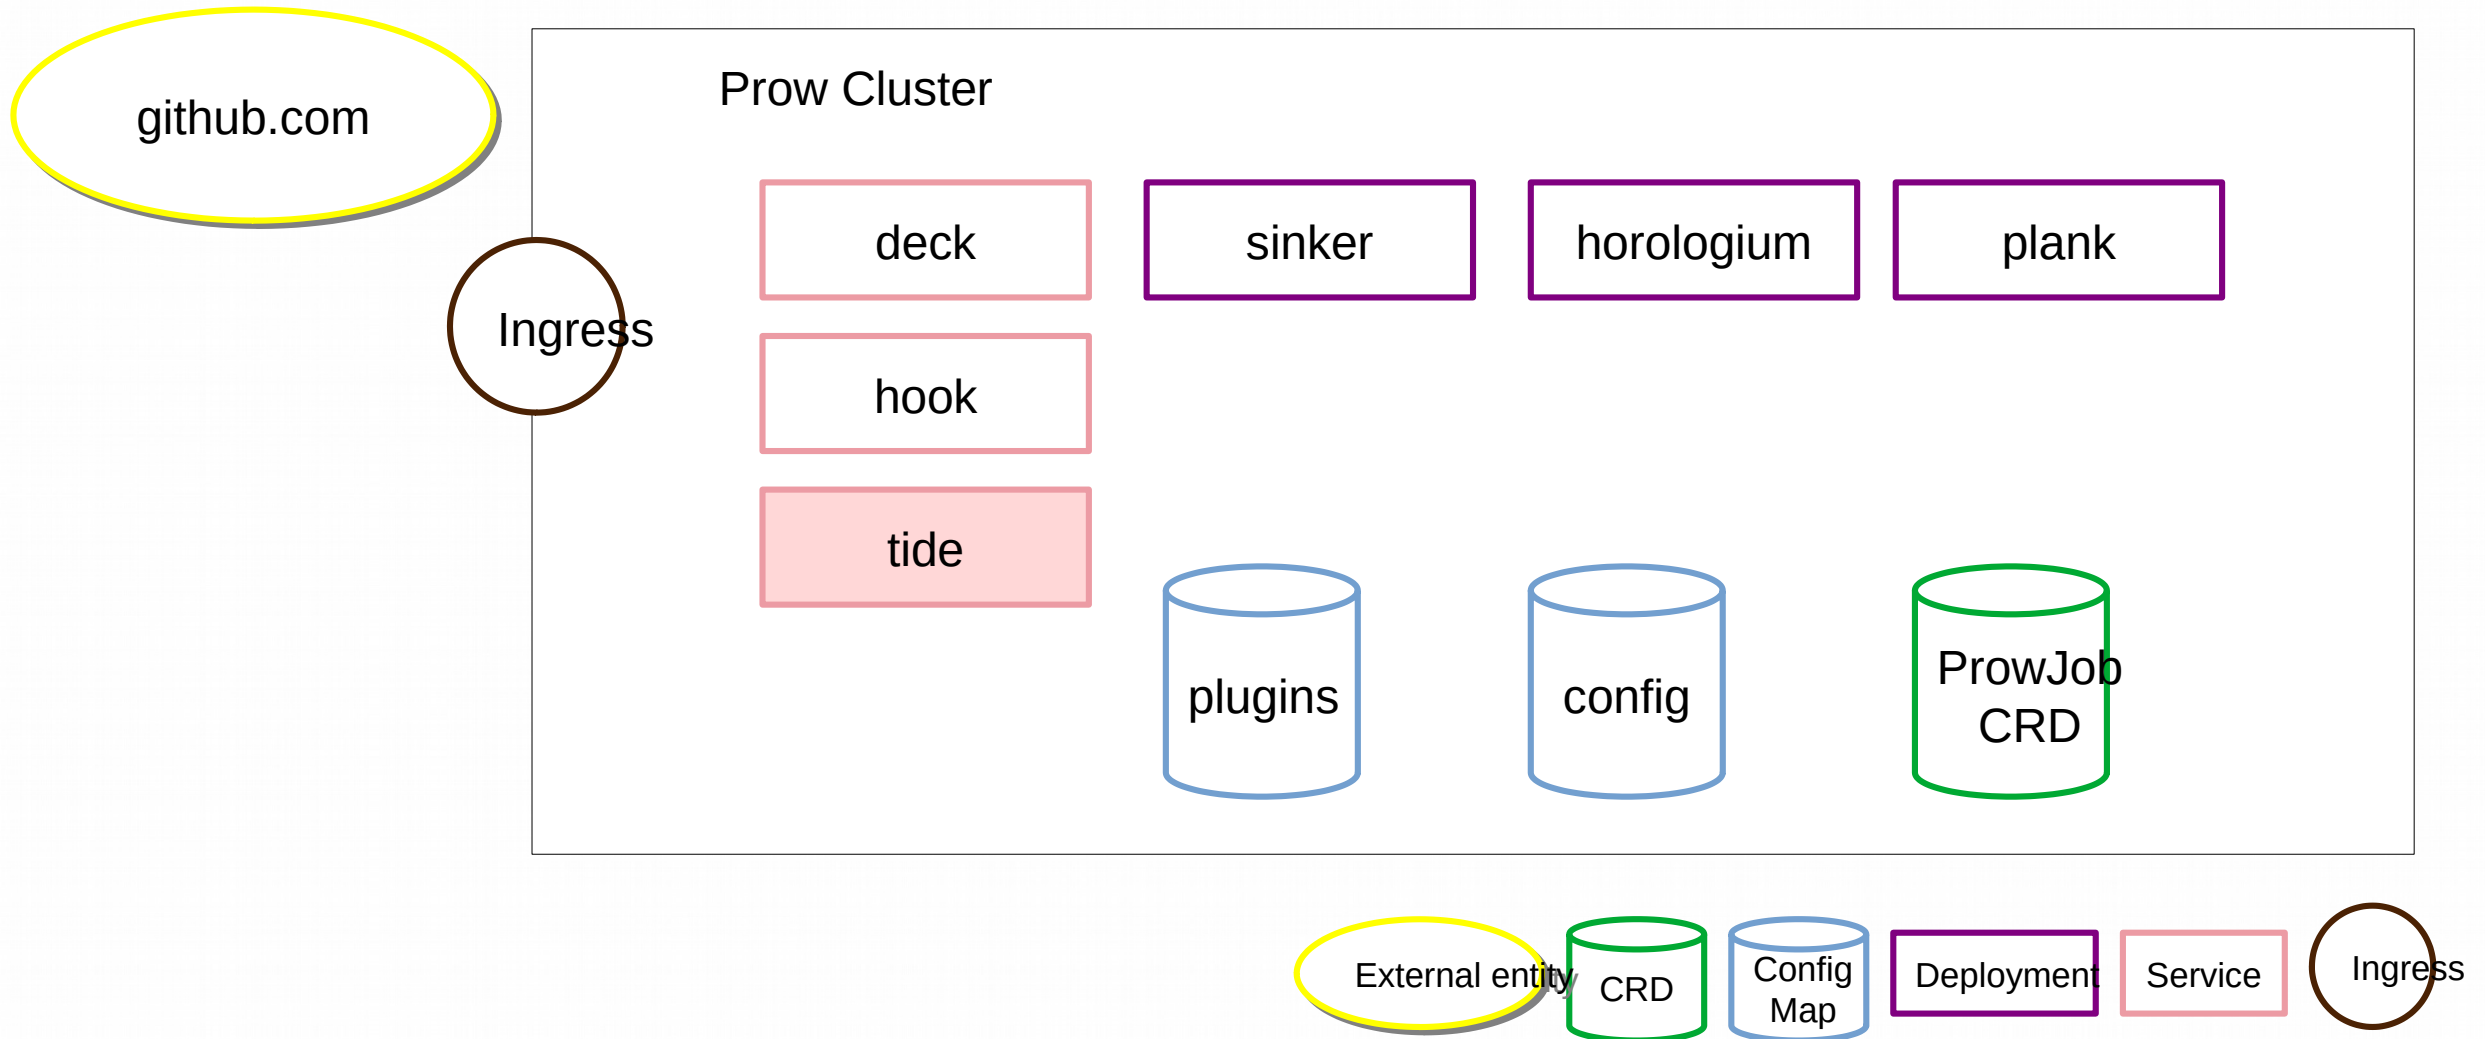 github.com
Prow Cluster
deck
sinker
horologium
plank
Ingress
hook
tide
plugins
config
ProwJob
CRD
External entity
CRD
Config
Map
Deployment
Service
Ingress